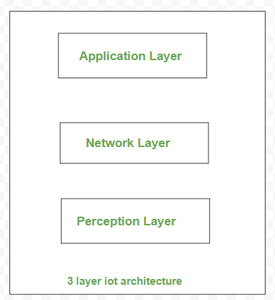 Application Layer
Network Layer
Perception Layer
3 layer iot architecture